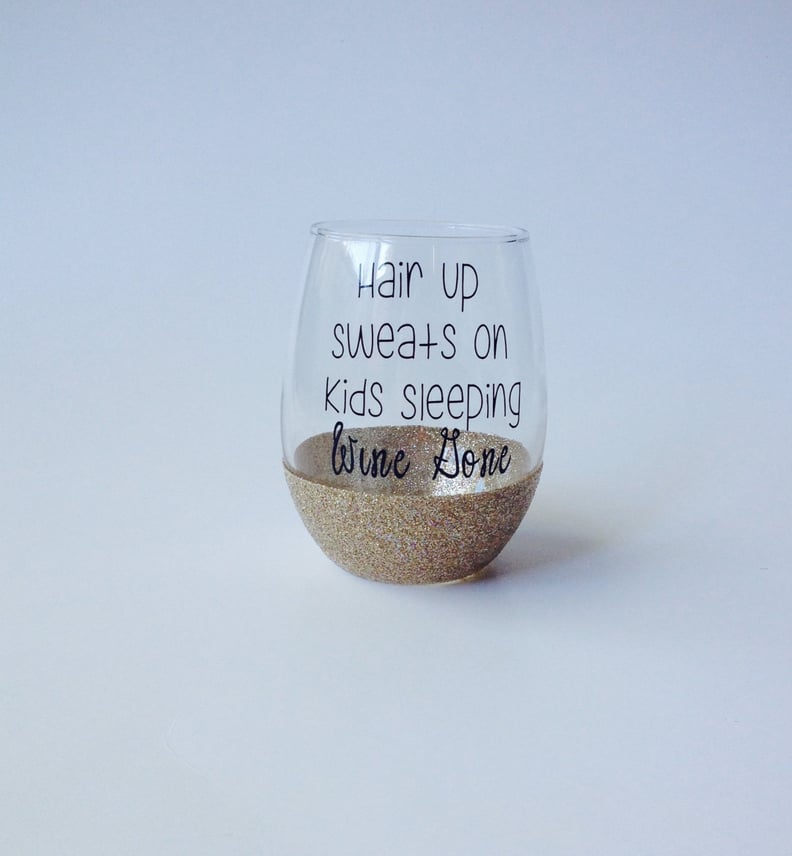 Hair up
sweats on
Kids sleeping
Wine Gone